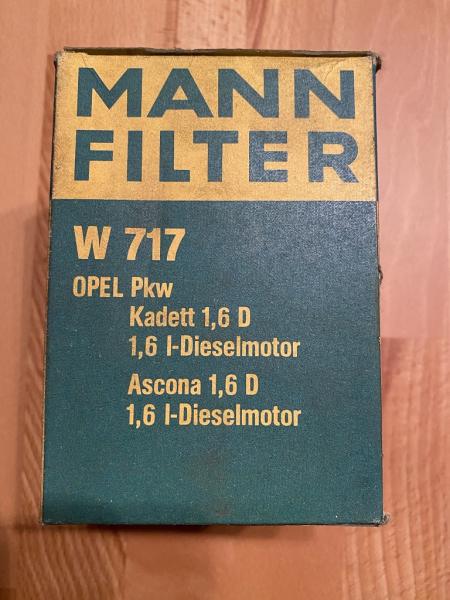 MANN
FILTER
W 717
OPEL Pkw
Kadett 1,6 D
1,6 l-Dieselmotor
Ascona 1,6 D
1,6 l-Dieselmotor